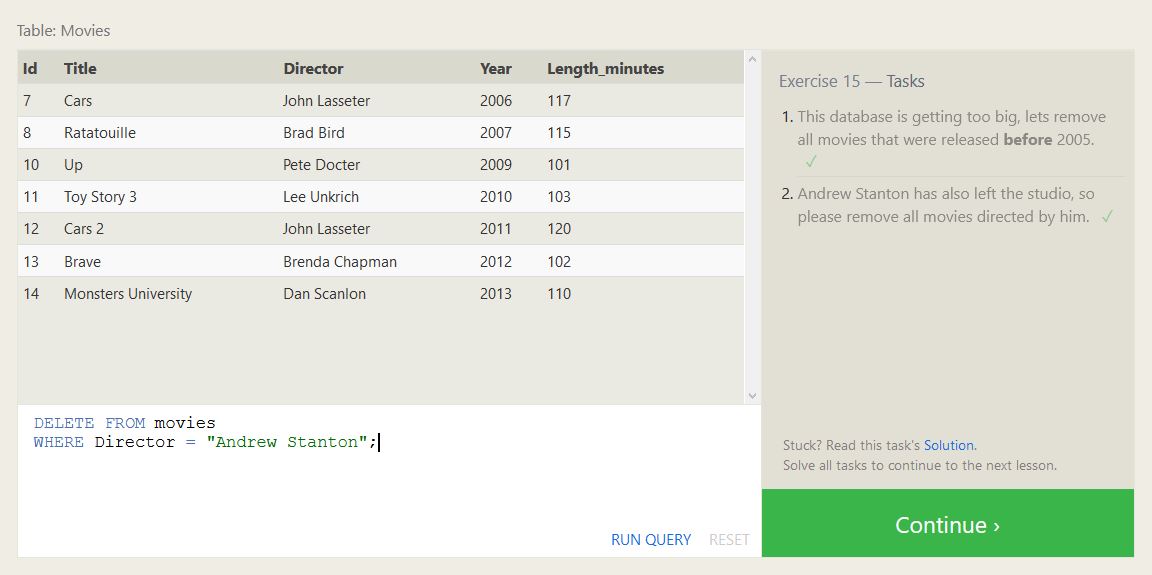 Table: Movies
Id Title Director Year Length_minutes
7 Cars John Lasseter 2006 117
8 Ratatouille Brad Bird 2007 115
10 Up Pete Docter 2009 101
11 Toy Story 3 Lee Unkrich 2010 103
12 Cars 2 John Lasseter 2011 120
13 Brave Brenda Chapman 2012 102
14 Monsters University Dan Scanlon 2013 110
DELETE FROM movies
WHERE Director = "Andrew Stanton";
RUN QUERY RESET
Exercise 15 — Tasks
1. This database is getting too big, lets remove
all movies that were released before 2005.
✓
2. Andrew Stanton has also left the studio, so
please remove all movies directed by him. ✓
Stuck? Read this task's Solution.
Solve all tasks to continue to the next lesson.
Continue ›